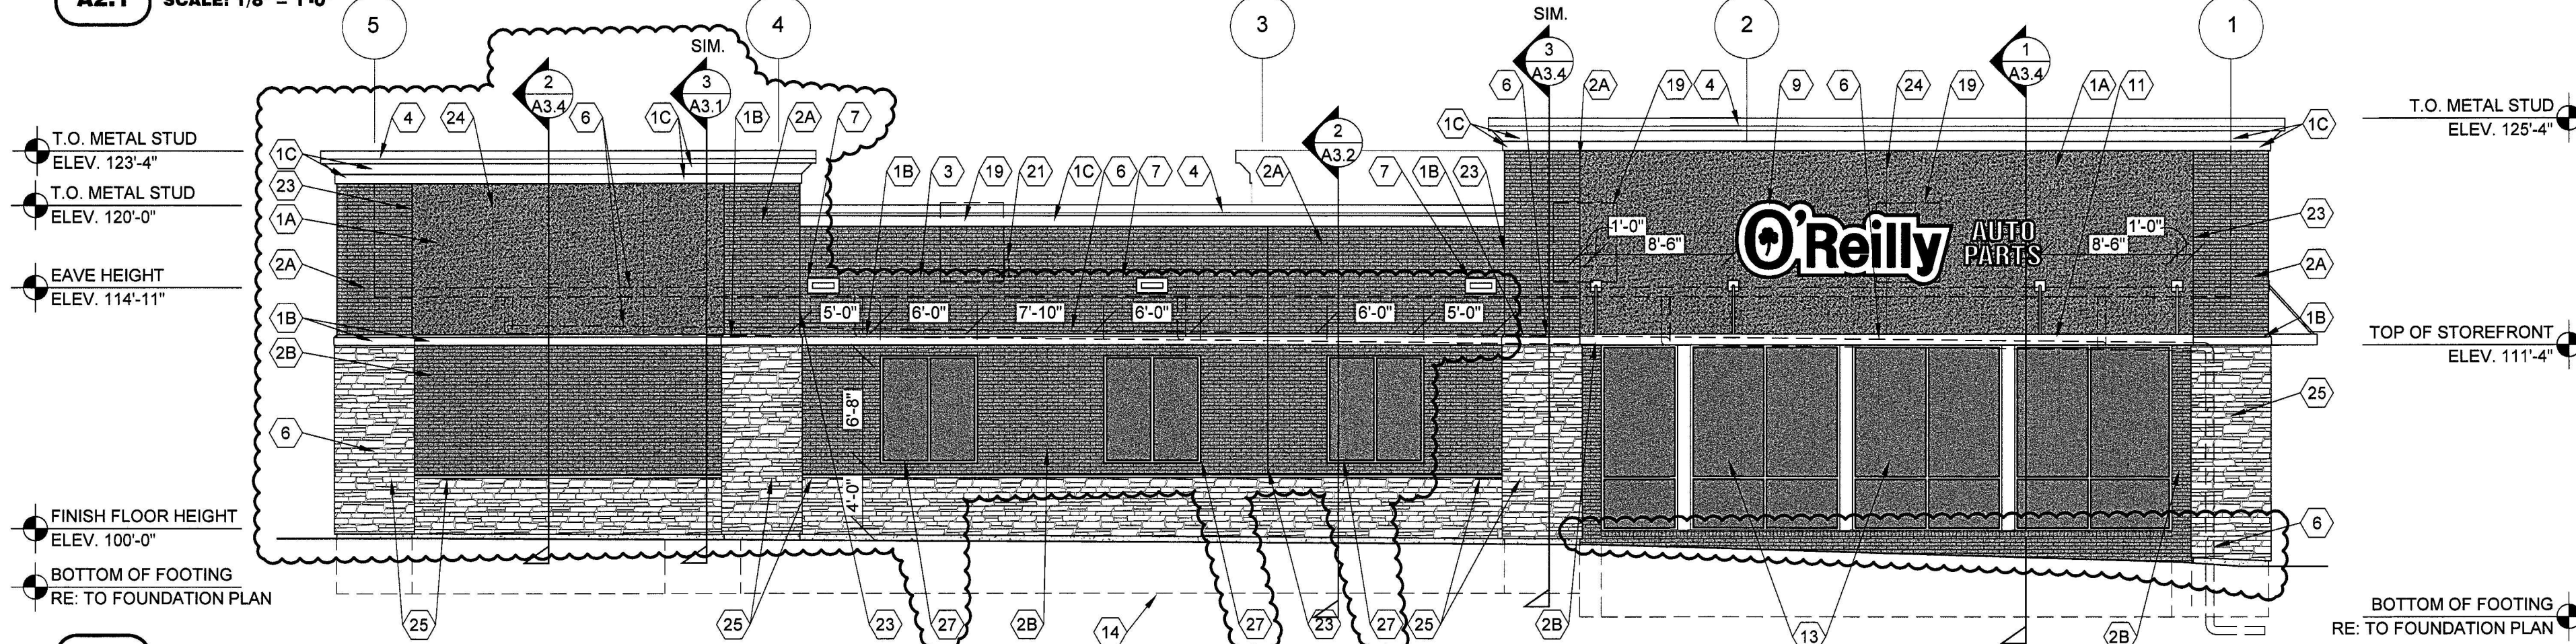 A2.1
SCALE: 1/8" = 1'-0"
5
4
3
2
1
SIM.
SIM.
2
A3.4
3
A3.1
2
A3.2
3
A3.4
1
A3.4
4
24
6
1C
1B
2A
7
6
2A
19
4
9
6
24
19
1A
11
T.O. METAL STUD
ELEV. 123'-4"
T.O. METAL STUD
ELEV. 120'-0"
EAVE HEIGHT
ELEV. 114'-11"
FINISH FLOOR HEIGHT
ELEV. 100'-0"
BOTTOM OF FOOTING
RE: TO FOUNDATION PLAN
1C
23
1A
2A
1B
2B
6
1B
3
19
21
1C
6
7
4
2A
7
1B
23
1C
5'-0"
6'-0"
7'-10"
6'-0"
6'-0"
5'-0"
6'-8"
4'-0"
1'-0"
8'-6"
O'Reilly
AUTO
PARTS
1'-0"
8'-6"
1C
23
2A
1B
25
6
T.O. METAL STUD
ELEV. 125'-4"
TOP OF STOREFRONT
ELEV. 111'-4"
BOTTOM OF FOOTING
RE: TO FOUNDATION PLAN
25
25
23
27
2B
14
27
23
27
25
2B
13
2B